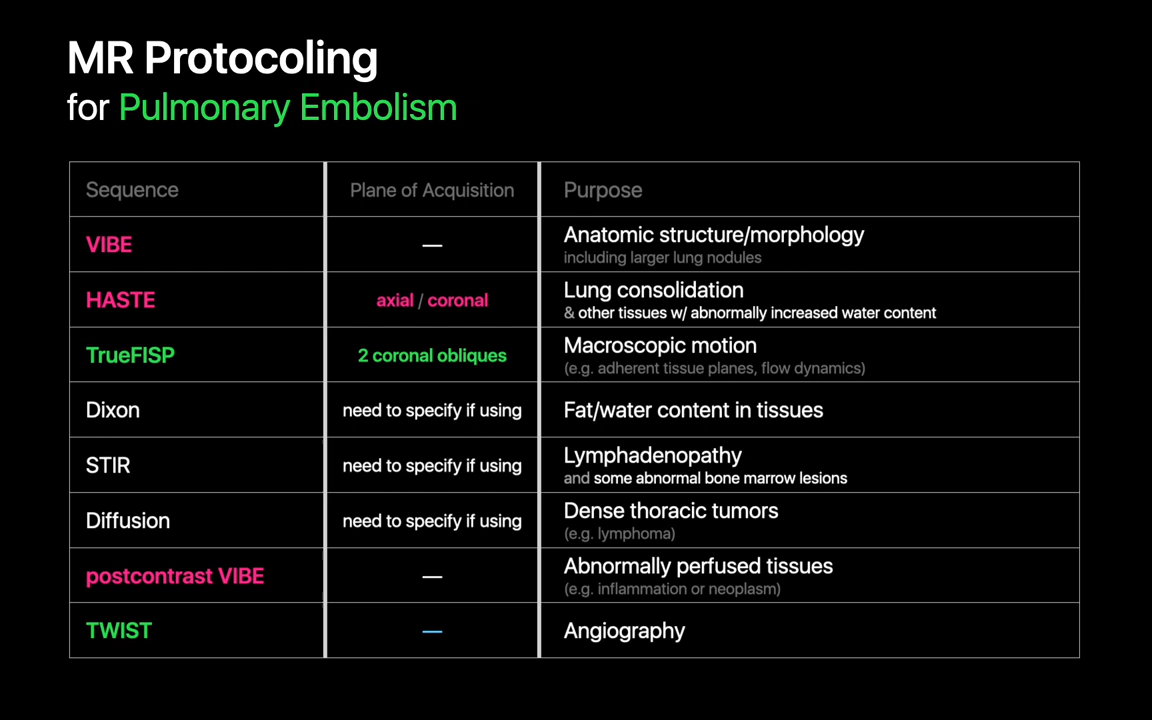 MR Protocoling
for Pulmonary Embolism
Sequence Plane of Acquisition Purpose
VIBE — Anatomic structure/morphology
including larger lung nodules
HASTE axial / coronal Lung consolidation
& other tissues w/ abnormally increased water content
TrueFISP 2 coronal obliques Macroscopic motion
(e.g. adherent tissue planes, flow dynamics)
Dixon need to specify if using Fat/water content in tissues
STIR need to specify if using Lymphadenopathy
and some abnormal bone marrow lesions
Diffusion need to specify if using Dense thoracic tumors
(e.g. lymphoma)
postcontrast VIBE — Abnormally perfused tissues
(e.g. inflammation or neoplasm)
TWIST — Angiography